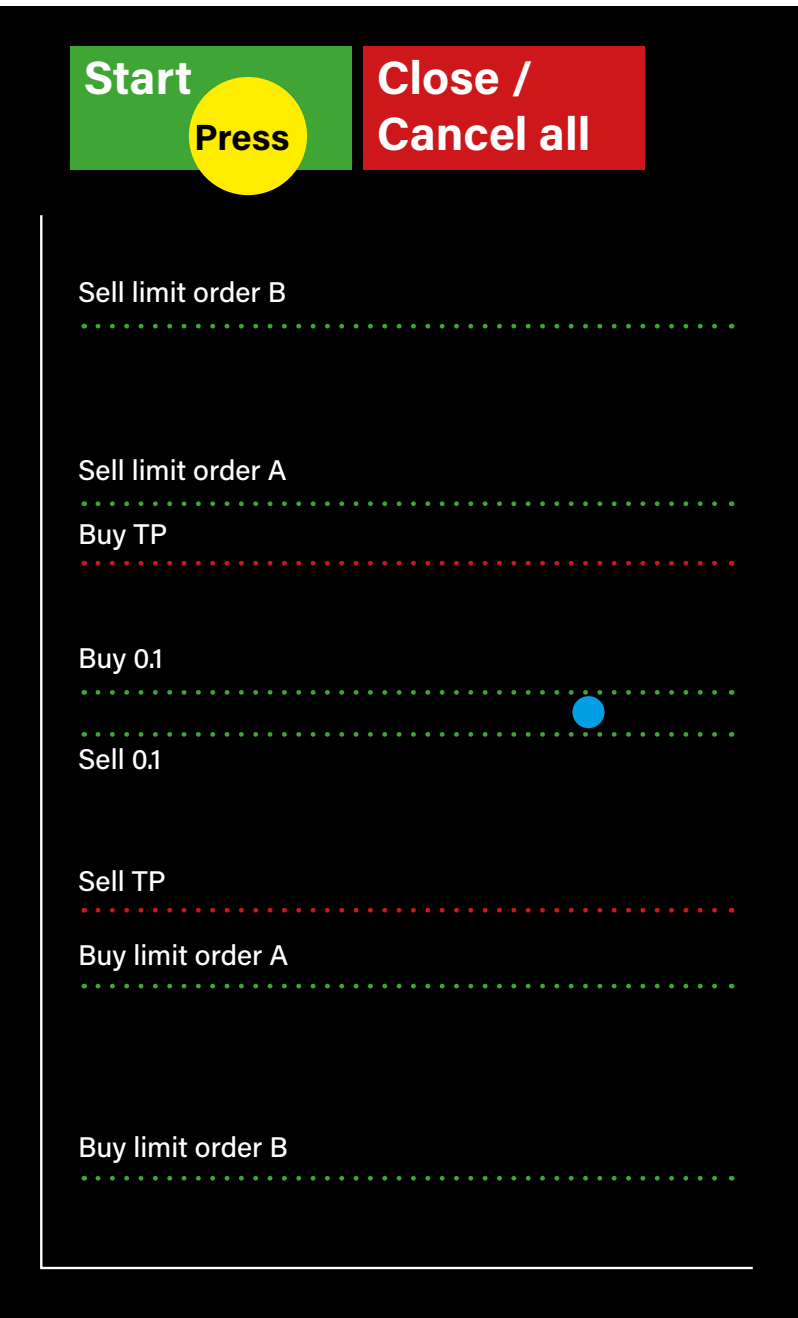 Start
Press
Close /
Cancel all
Sell limit order B
Sell limit order A
Buy TP
Buy 0.1
Sell 0.1
Sell TP
Buy limit order A
Buy limit order B